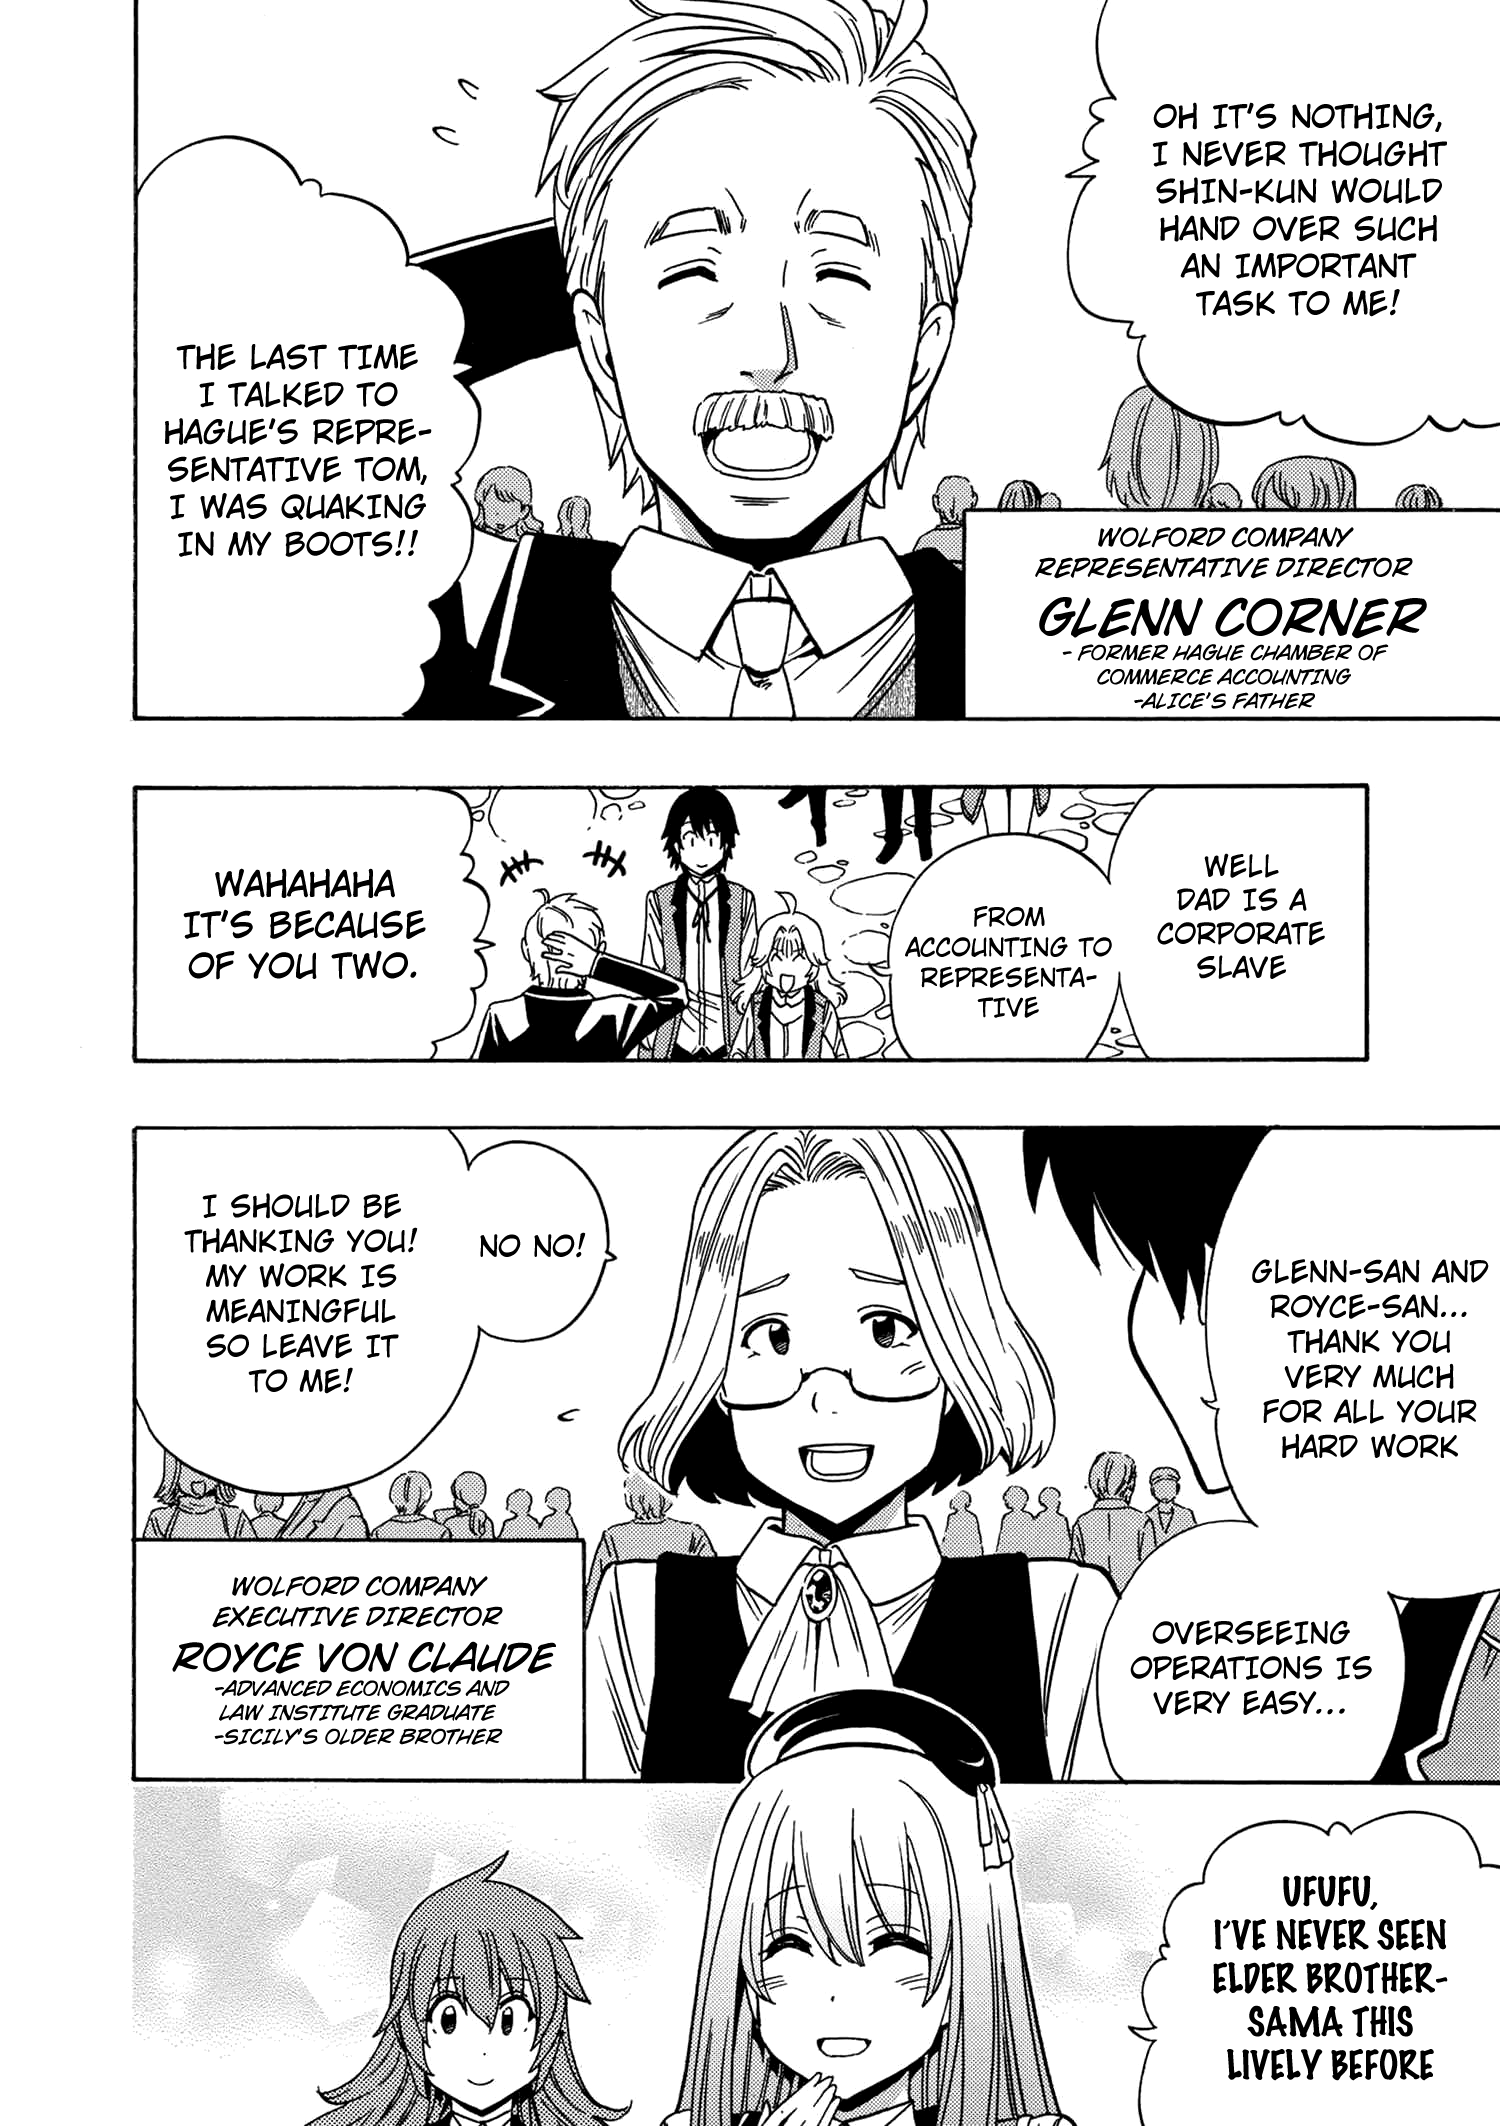 OH IT'S NOTHING,
I NEVER THOUGHT
SHIN-KUN WOULD
HAND OVER SUCH
AN IMPORTANT
TASK TO ME!
THE LAST TIME
I TALKED TO
HAGUE'S REPRE-
SENTATIVE TOM,
I WAS QUAKING
IN MY BOOTS!!
WOLFORD COMPANY
REPRESENTATIVE DIRECTOR
GLENN CORNER
- FORMER HAGUE CHAMBER OF
COMMERCE ACCOUNTING
-ALICE'S FATHER
WELL
DAD IS A
CORPORATE
SLAVE
FROM
ACCOUNTING TO
REPRESENTA-
TIVE
WAHAHAHA
IT'S BECAUSE
OF YOU TWO.
GLENN-SAN AND
ROYCE-SAN...
THANK YOU
VERY MUCH
FOR ALL YOUR
HARD WORK
OVERSEEING
OPERATIONS IS
VERY EASY...
NO NO!
I SHOULD BE
THANKING YOU!
MY WORK IS
MEANINGFUL
SO LEAVE IT
TO ME!
WOLFORD COMPANY
EXECUTIVE DIRECTOR
ROYCE VON CLAUDE
-ADVANCED ECONOMICS AND
LAW INSTITUTE GRADUATE
-SICILY'S OLDER BROTHER
UFUFU,
I'VE NEVER SEEN
ELDER BROTHER-
SAMA THIS
LIVELY BEFORE